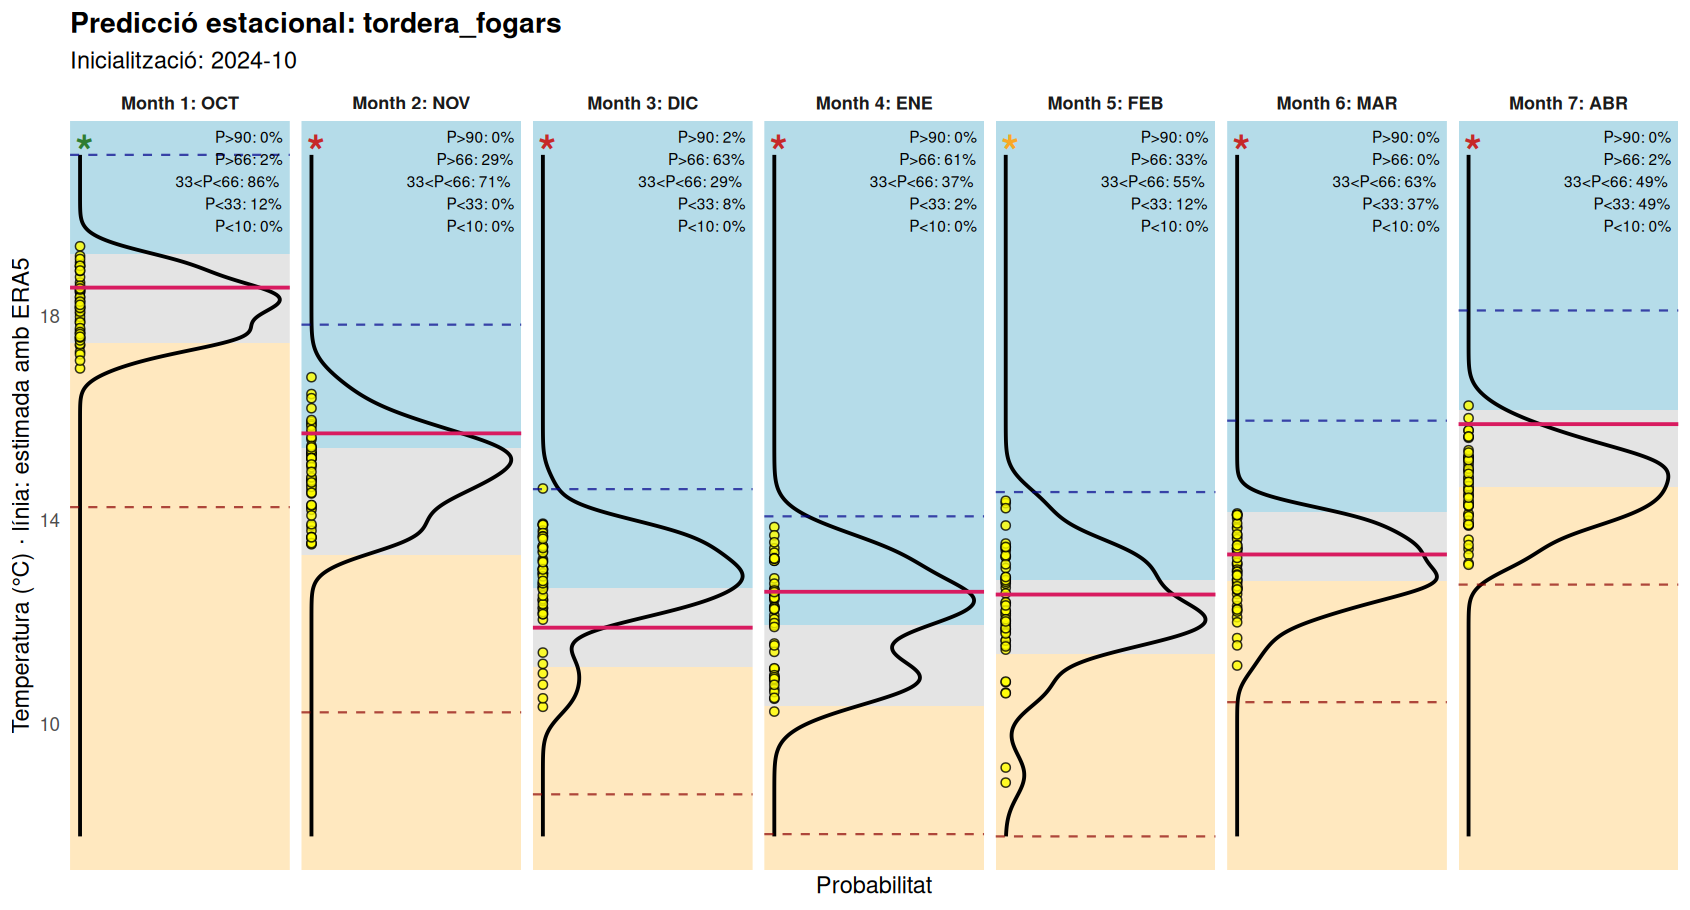 Predicció estacional: tordera_fogars
Inicialització: 2024-10
Month 1: OCT
Month 2: NOV
Month 3: DIC
Month 4: ENE
Month 5: FEB
Month 6: MAR
Month 7: ABR
*
P>90: 0%
P>66: 2%
33<P<66: 86%
P<33: 12%
P<10: 0%
*
P>90: 0%
P>66: 29%
33<P<66: 71%
P<33: 0%
P<10: 0%
*
P>90: 2%
P>66: 63%
33<P<66: 29%
P<33: 8%
P<10: 0%
*
P>90: 0%
P>66: 61%
33<P<66: 37%
P<33: 2%
P<10: 0%
*
P>90: 0%
P>66: 33%
33<P<66: 55%
P<33: 12%
P<10: 0%
*
P>90: 0%
P>66: 0%
33<P<66: 63%
P<33: 37%
P<10: 0%
*
P>90: 0%
P>66: 2%
33<P<66: 49%
P<33: 49%
P<10: 0%
Temperatura (°C) · línia: estimada amb ERA5
18
14
10
Probabilitat